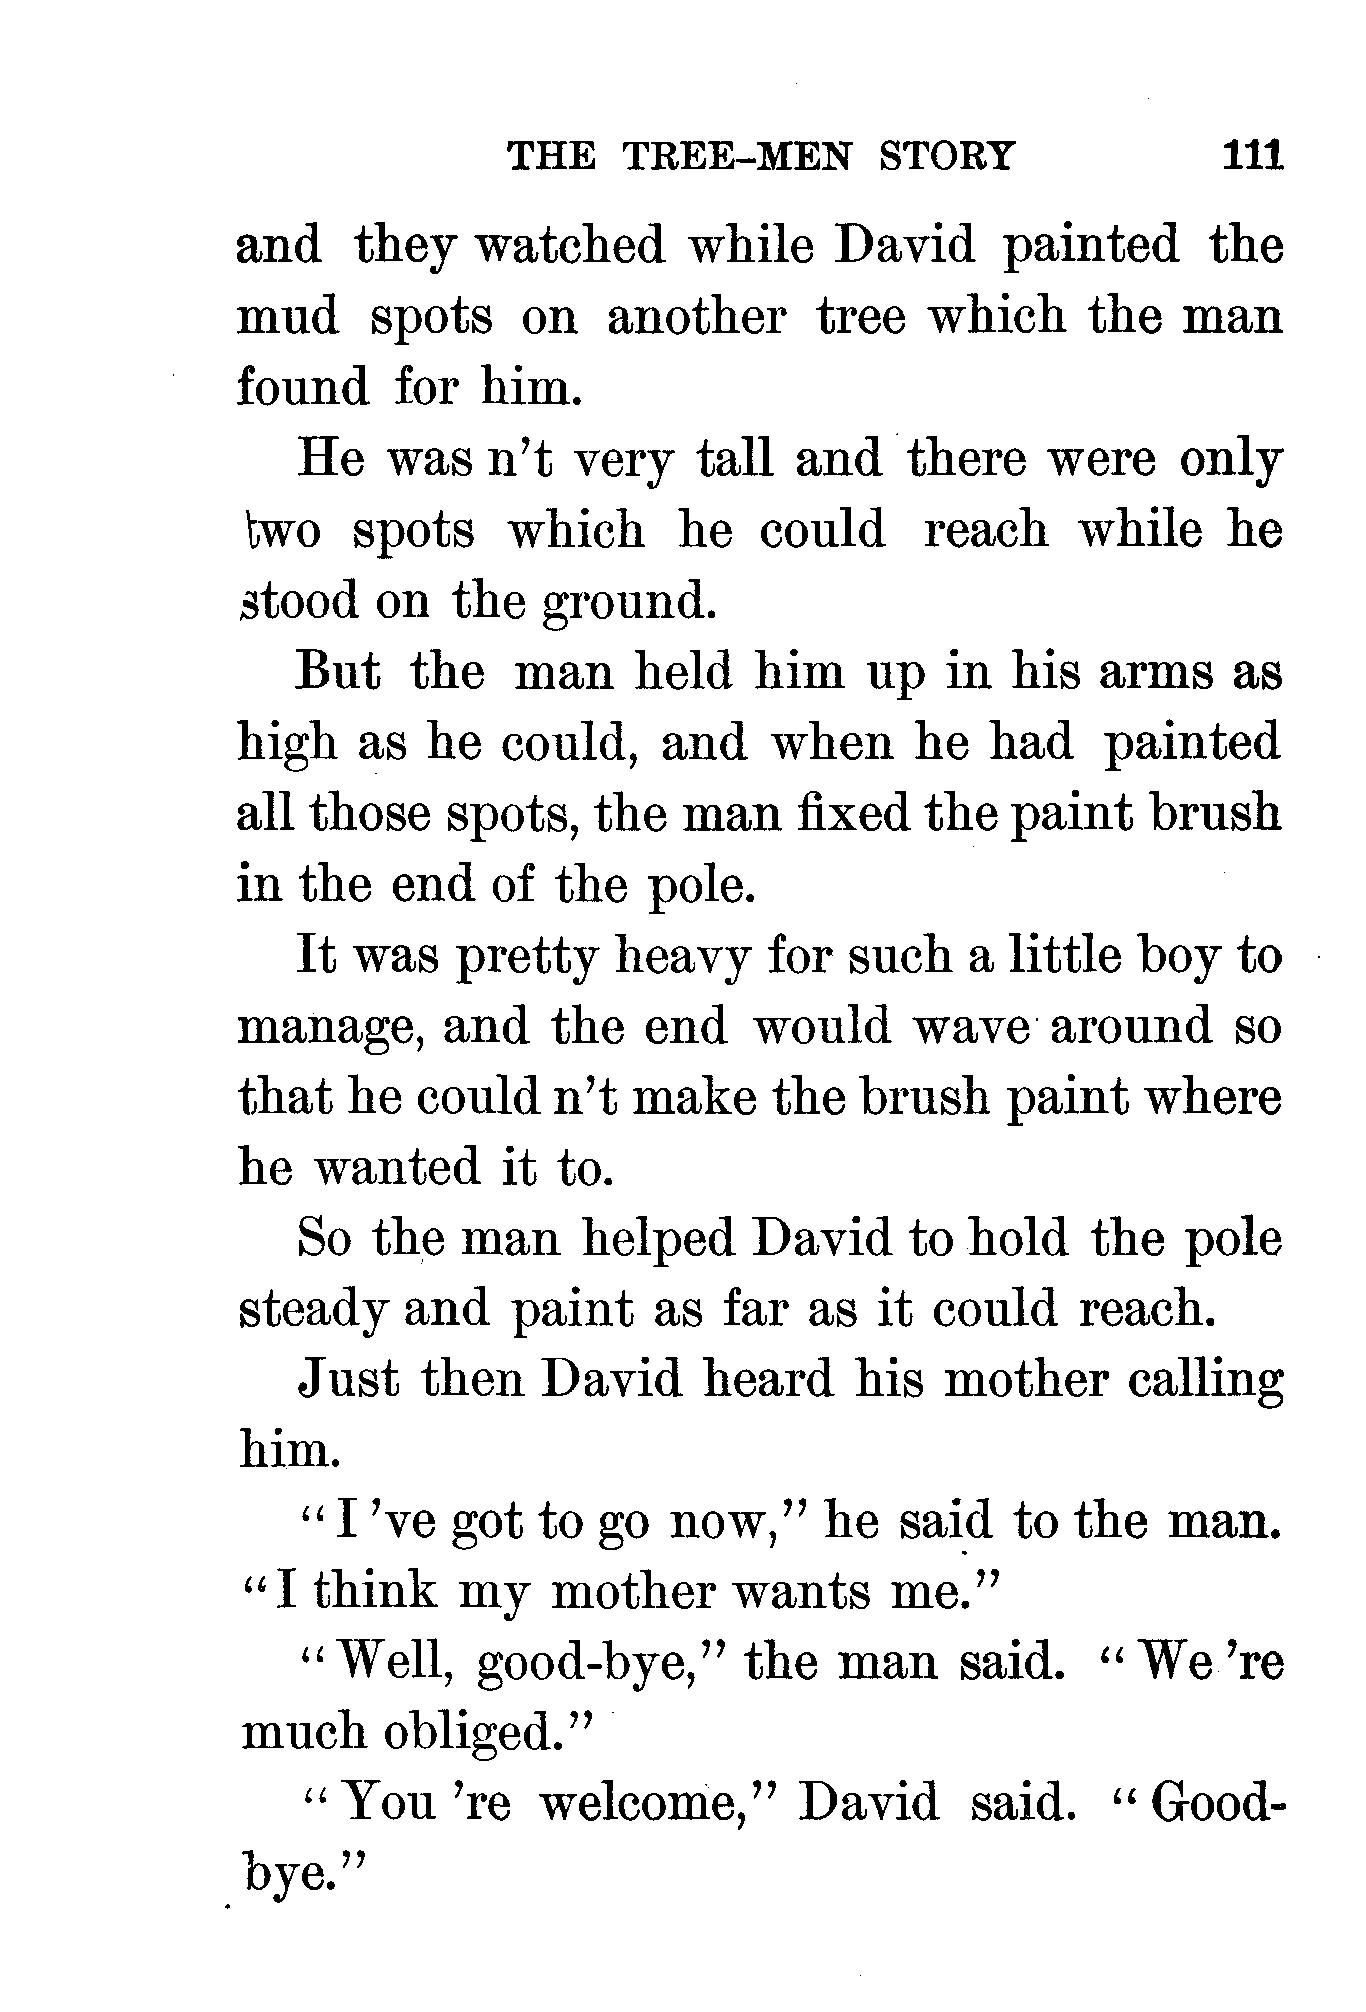 THE TREE-MEN STORY 111
and they watched while David painted the
mud spots on another tree which the man
found for him.
He was n't very tall and there were only
two spots which he could reach while he
stood on the ground.
But the man held him up in his arms as
high as he could, and when he had painted
all those spots, the man fixed the paint brush
in the end of the pole.
It was pretty heavy for such a little boy to
manage, and the end would wave around so
that he could n't make the brush paint where
he wanted it to.
So the man helped David to hold the pole
steady and paint as far as it could reach.
Just then David heard his mother calling
him.
"I 've got to go now," he said to the man.
"I think my mother wants me."
"Well, good-bye," the man said. "We 're
much obliged."
"You 're welcome," David said. "Good-
bye."